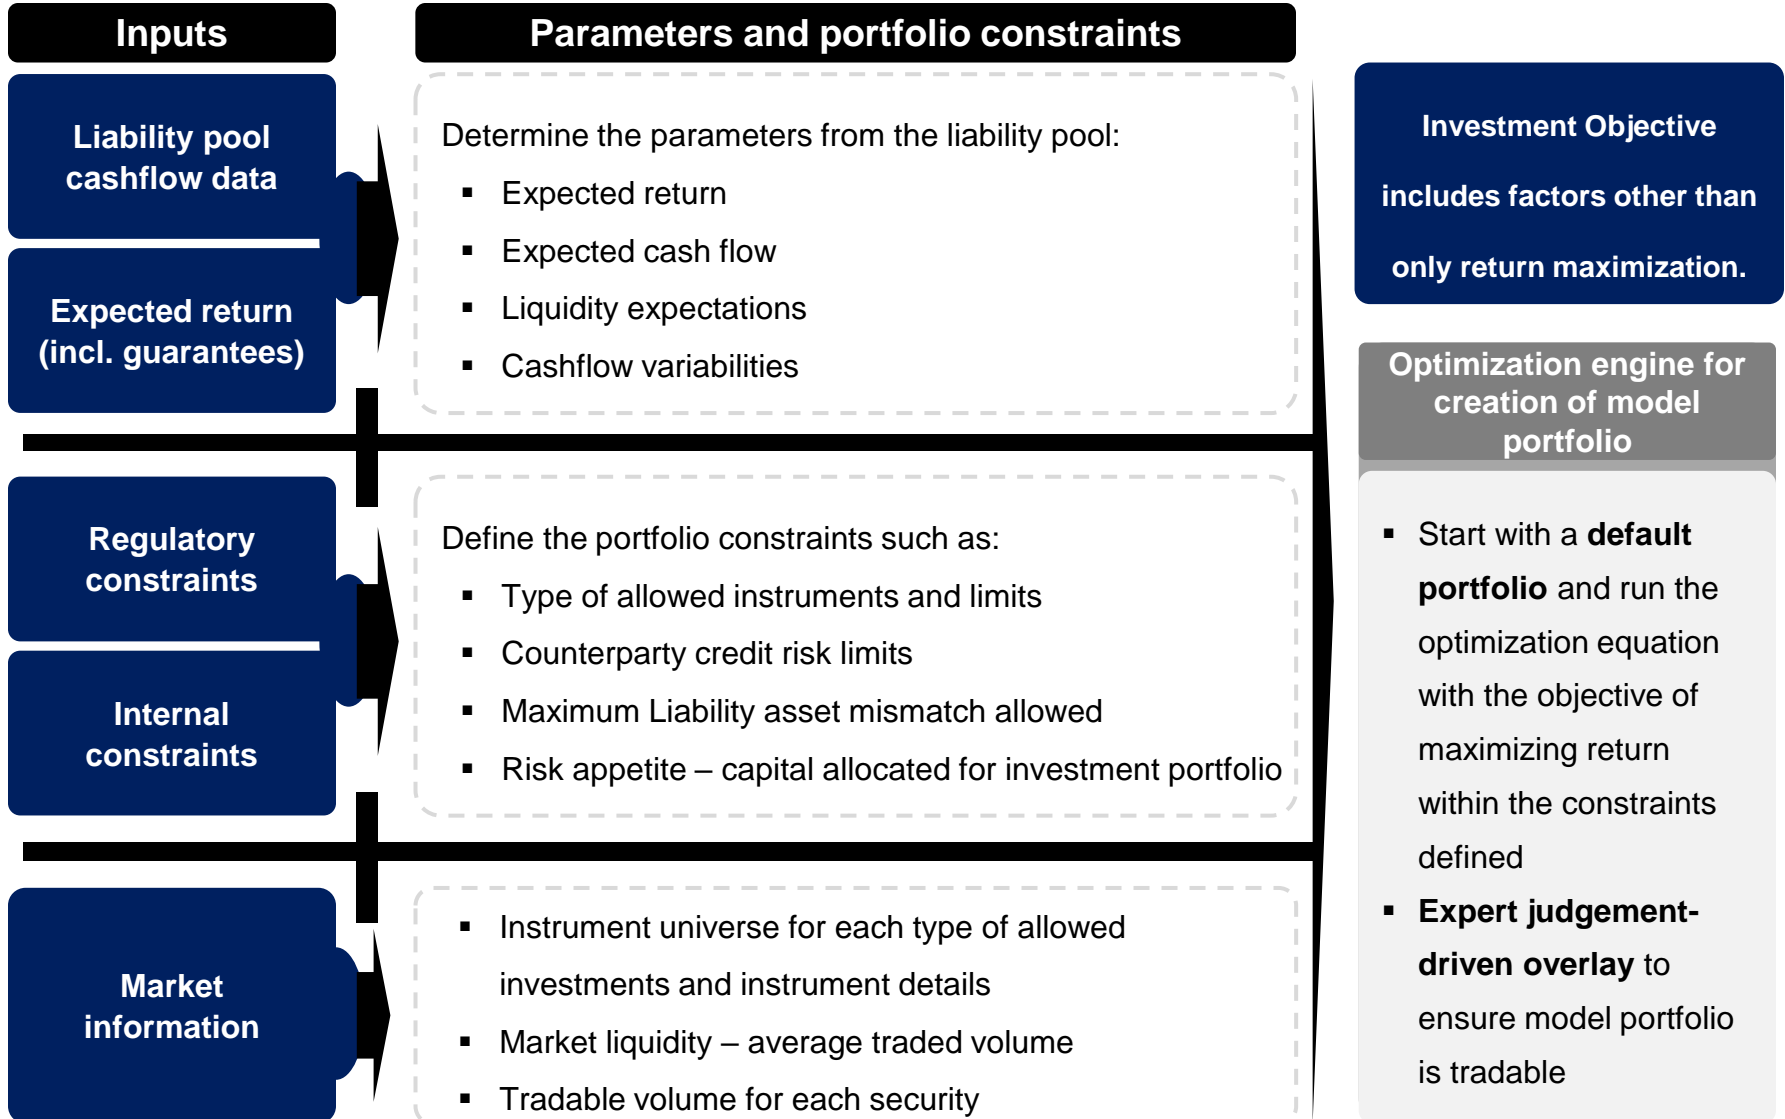 Inputs
Parameters and portfolio constraints
Liability pool
cashflow data
Expected return
(incl. guarantees)
Determine the parameters from the liability pool:
▪ Expected return
▪ Expected cash flow
▪ Liquidity expectations
▪ Cashflow variabilities
Regulatory
constraints
Internal
constraints
Define the portfolio constraints such as:
▪ Type of allowed instruments and limits
▪ Counterparty credit risk limits
▪ Maximum Liability asset mismatch allowed
▪ Risk appetite – capital allocated for investment portfolio
Market
information
▪ Instrument universe for each type of allowed
investments and instrument details
▪ Market liquidity – average traded volume
▪ Tradable volume for each security
Investment Objective
includes factors other than
only return maximization.
Optimization engine for
creation of model
portfolio
▪ Start with a default
portfolio and run the
optimization equation
with the objective of
maximizing return
within the constraints
defined
▪ Expert judgement-
driven overlay to
ensure model portfolio
is tradable